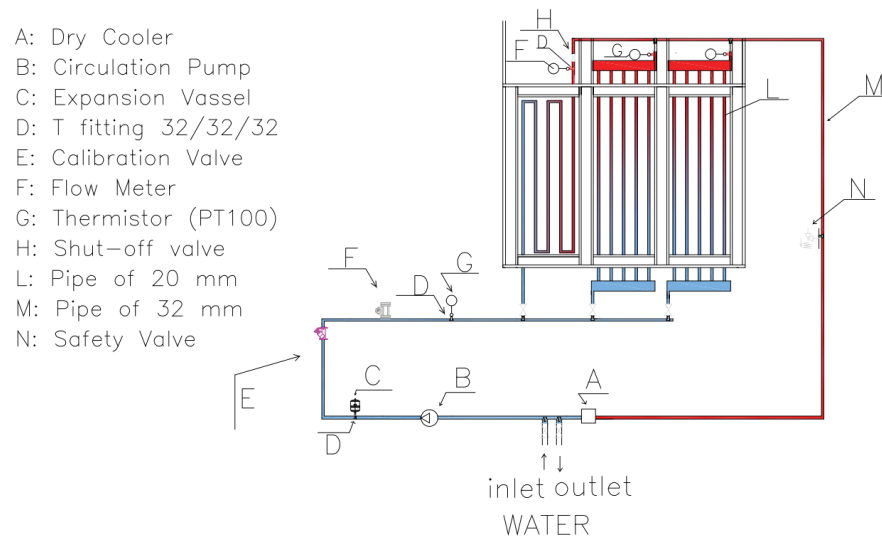 A: Dry Cooler
B: Circulation Pump
C: Expansion Vassel
D: T fitting 32/32/32
E: Calibration Valve
F: Flow Meter
G: Thermistor (PT100)
H: Shut-off valve
L: Pipe of 20 mm
M: Pipe of 32 mm
N: Safety Valve
H
D
F
G
L
M
N
F
D
G
E
C
D
B
A
inlet outlet
WATER